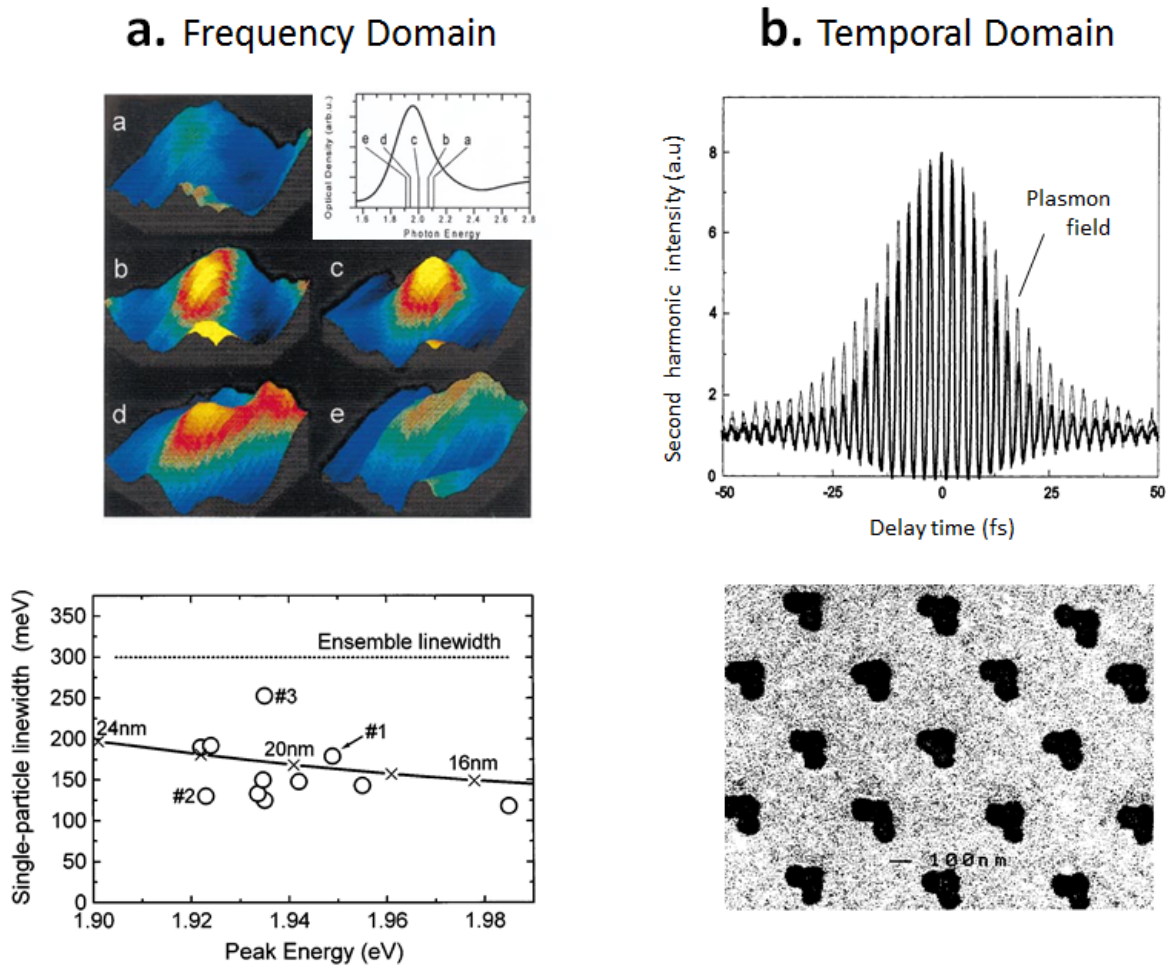 a. Frequency Domain
b. Temporal Domain
a
b
c
d
e
Optical Density (arb.u.)
e
d
c
b
a
1.6 1.8 2.0 2.2 2.4 2.6 2.8
Photon Energy
Second harmonic intensity (a.u)
8
6
4
2
0
-50 -25 0 25 50
Plasmon
field
Delay time (fs)
Single-particle linewidth (meV)
350
300
250
200
150
100
50
0
Ensemble linewidth
#3
24nm
#1
20nm
16nm
#2
1.90 1.92 1.94 1.96 1.98
Peak Energy (eV)
100nm